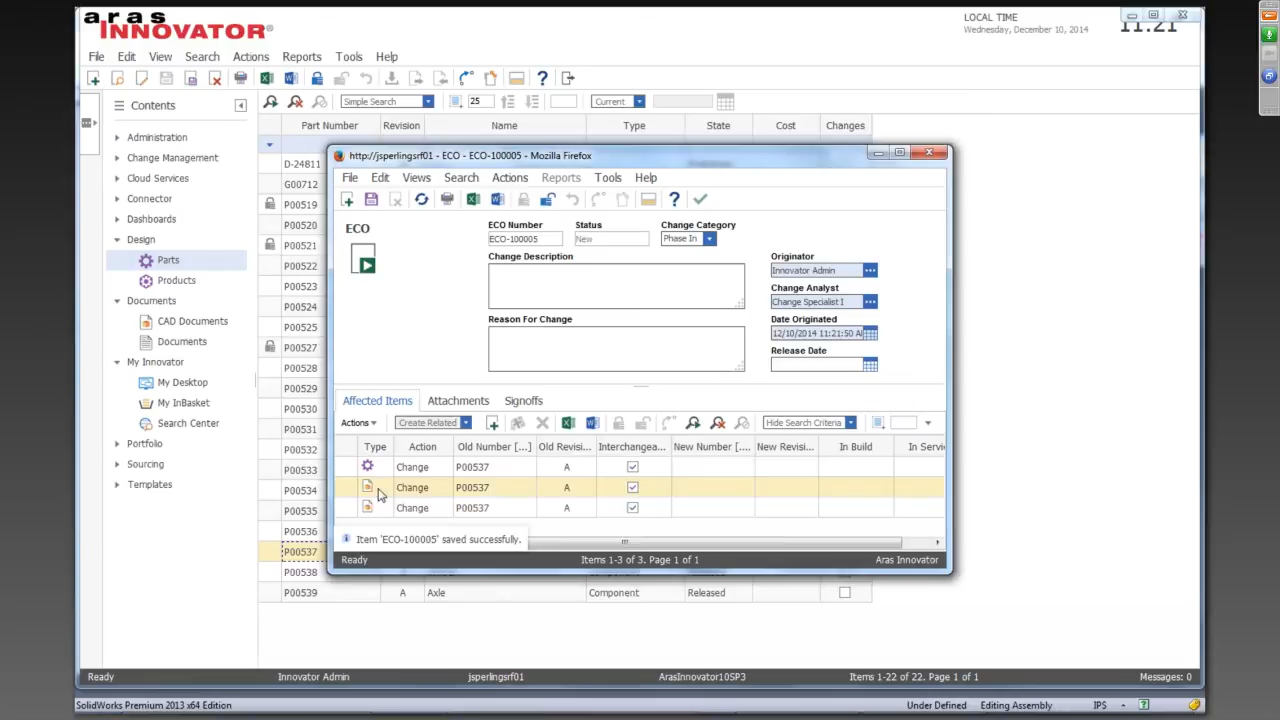 aras
INNOVATOR®
LOCAL TIME
Wednesday, December 10, 2014
11:21
File Edit View Search Actions Reports Tools Help
Simple Search 25 Current
Contents
Administration
Change Management
Cloud Services
Connector
Dashboards
Design
Parts
Products
Documents
CAD Documents
Documents
My Innovator
My Desktop
My InBasket
Search Center
Portfolio
Sourcing
Templates
Part Number Revision Name Type State Cost Changes
D-24811
G00712
P00519
P00520
P00521
P00522
P00523
P00524
P00525
P00527
P00528
P00529
P00530
P00531
P00532
P00533
P00534
P00535
P00536
P00537
P00538
P00539 A Axle Component Released
http://jsperlingsrf01 - ECO - ECO-100005 - Mozilla Firefox
File Edit Views Search Actions Reports Tools Help
ECO
ECO Number Status Change Category
ECO-100005 New Phase In
Change Description
Reason For Change
Originator
Innovator Admin
Change Analyst
Change Specialist I
Date Originated
12/10/2014 11:21:50 A
Release Date
Affected Items Attachments Signoffs
Actions Create Related Hide Search Criteria
Type Action Old Number [...] Old Revisi... Interchangea... New Number [.... New Revisi... In Build In Servic
Change P00537 A
Change P00537 A
Change P00537 A
Item 'ECO-100005' saved successfully.
Ready Items 1-3 of 3. Page 1 of 1 Aras Innovator
Ready Innovator Admin jsperlingsrf01 ArasInnovator10SP3 Items 1-22 of 22. Page 1 of 1 Messages: 0
SolidWorks Premium 2013 x64 Edition Under Defined Editing Assembly IPS